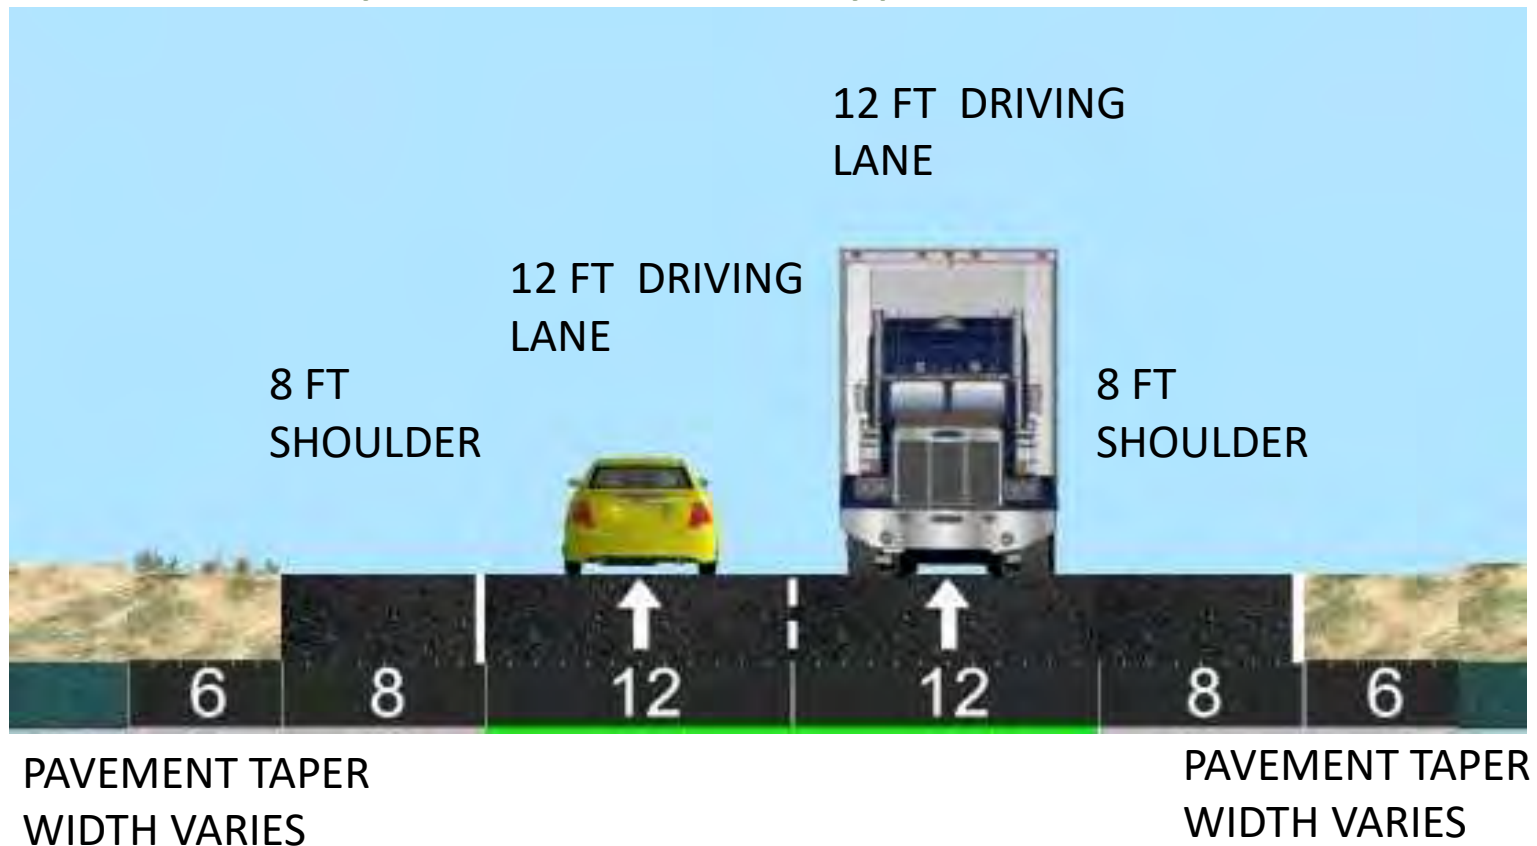 12 FT DRIVING
LANE
12 FT DRIVING
LANE
8 FT
SHOULDER
8 FT
SHOULDER
6 8 12 12 8 6
PAVEMENT TAPER
WIDTH VARIES
PAVEMENT TAPER
WIDTH VARIES